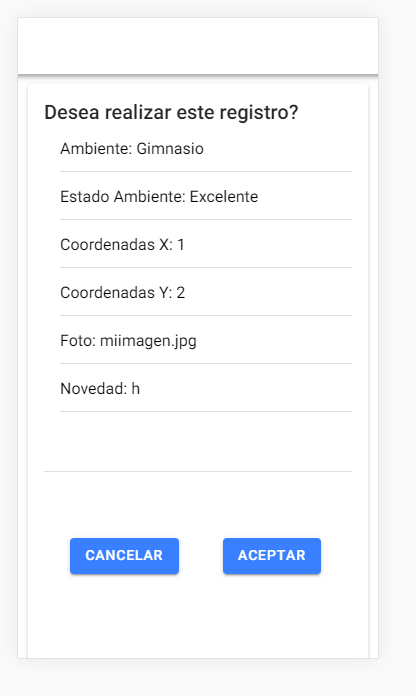 Desea realizar este registro?
Ambiente: Gimnasio
Estado Ambiente: Excelente
Coordenadas X: 1
Coordenadas Y: 2
Foto: miimagen.jpg
Novedad: h
CANCELAR ACEPTAR